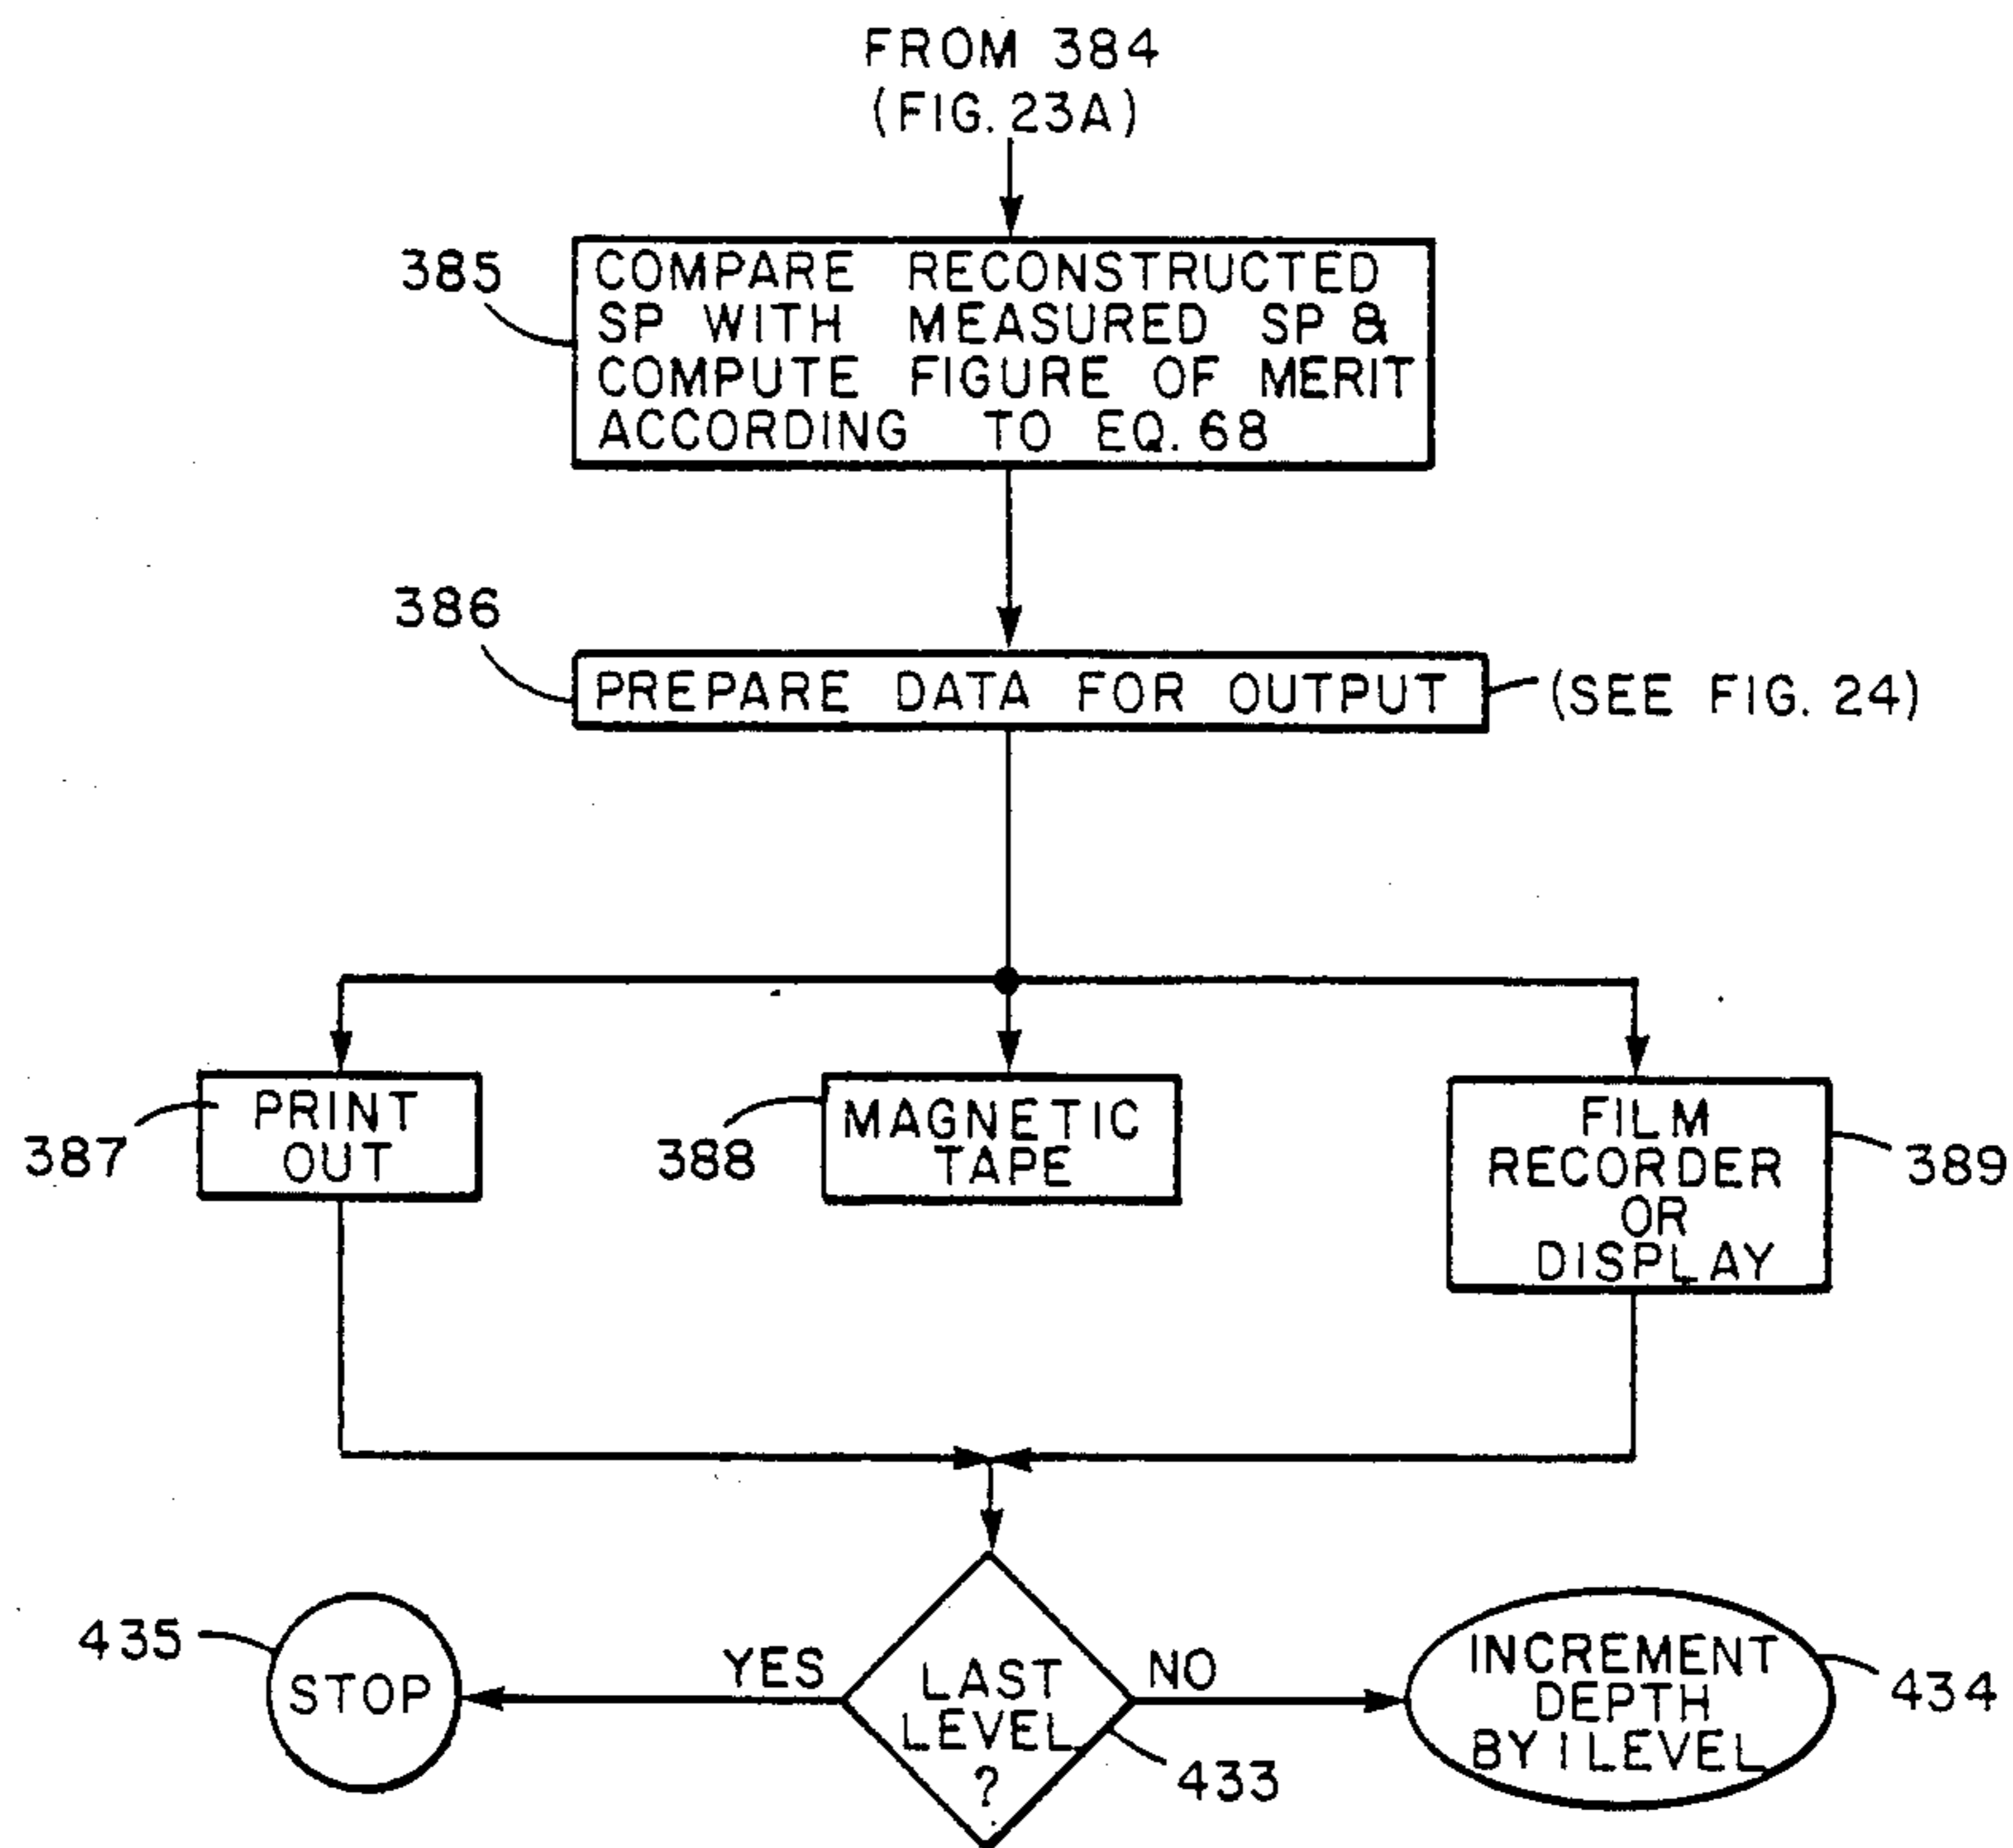 FROM 384
(FIG. 23A)
385
COMPARE RECONSTRUCTED
SP WITH MEASURED SP &
COMPUTE FIGURE OF MERIT
ACCORDING TO EQ. 68
386
PREPARE DATA FOR OUTPUT
(SEE FIG. 24)
PRINT
OUT
387
MAGNETIC
TAPE
388
FILM
RECORDER
OR
DISPLAY
389
435
STOP
YES
LAST
LEVEL
?
433
NO
INCREMENT
DEPTH
BY 1 LEVEL
434